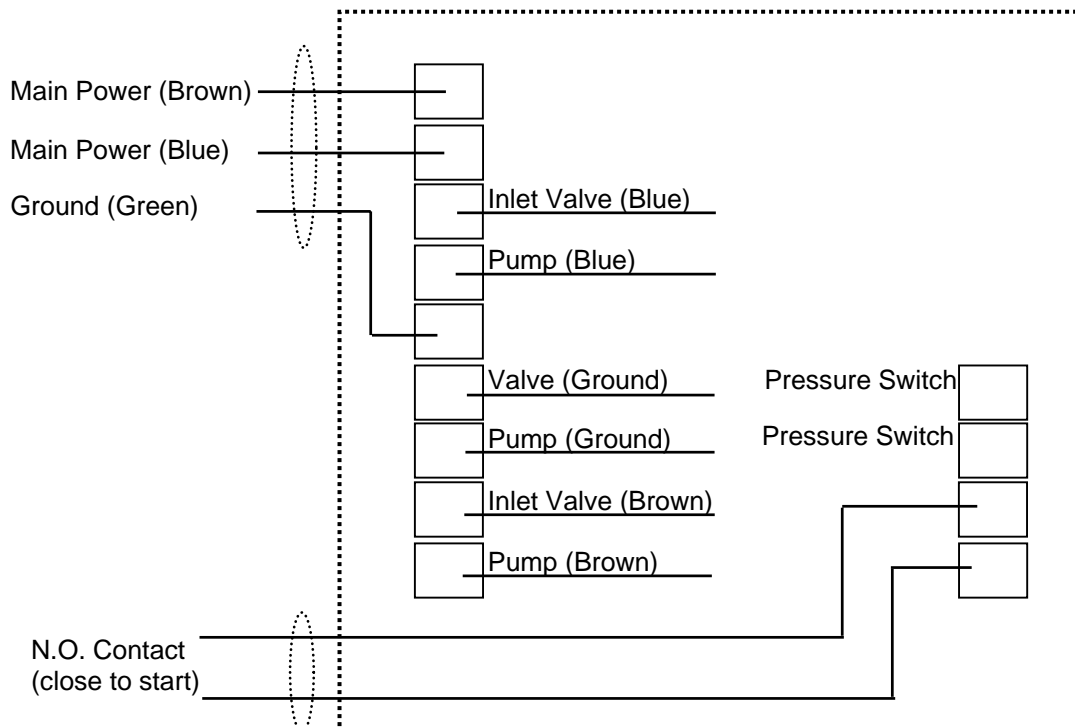 Main Power (Brown)
Main Power (Blue)
Ground (Green)
Inlet Valve (Blue)
Pump (Blue)
Valve (Ground)
Pump (Ground)
Inlet Valve (Brown)
Pump (Brown)
Pressure Switch
Pressure Switch
N.O. Contact
(close to start)